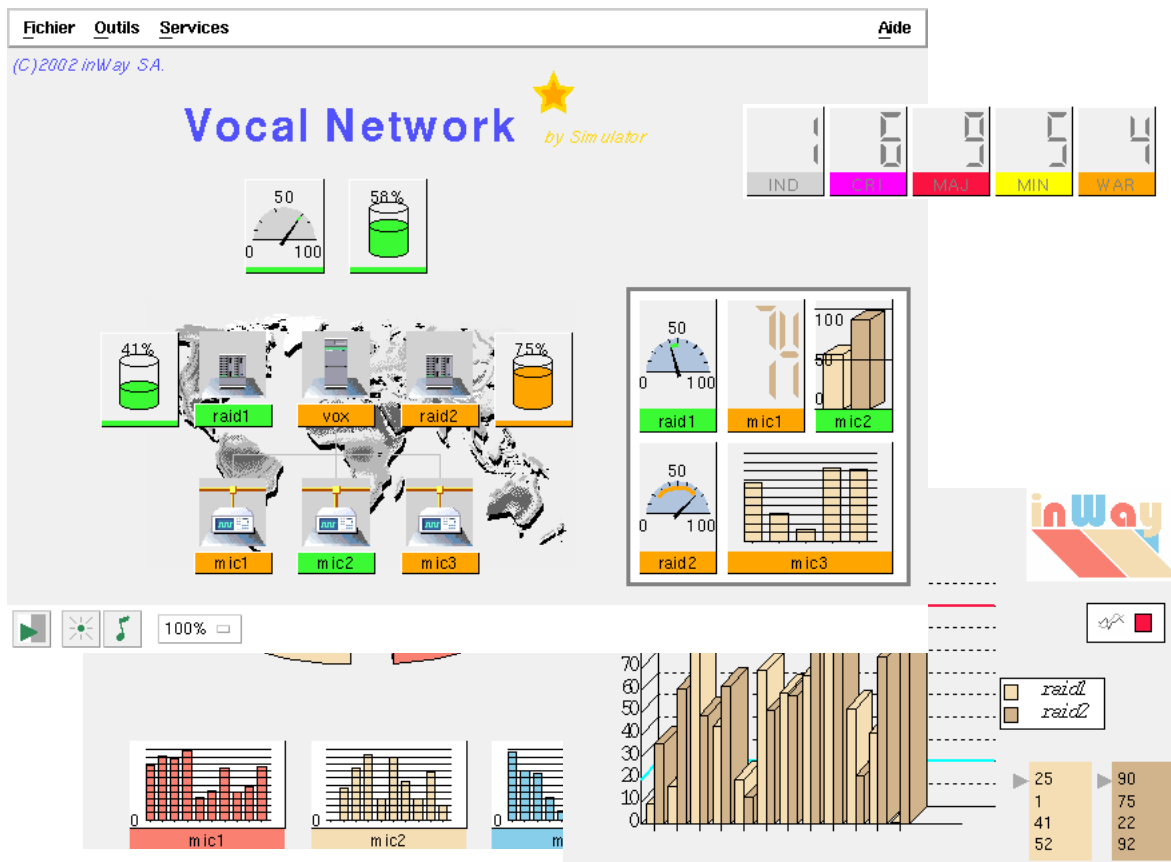 Fichier Outils Services Aide
(C)2002 inWay SA.
Vocal Network
by Simulator
1 6 9 5 4
IND CRI MAJ MIN WAR
50
0 100
58%
41%
75%
raid1 vox raid2
mic1 mic2 mic3
50
0 100
raid1
mic1
100
50
0
mic2
50
0 100
raid2
mic3
inWay
100%
70
60
50
40
30
20
10
0
raid1
raid2
25 90
1 75
41 22
52 92
0
mic1
0
mic2
0